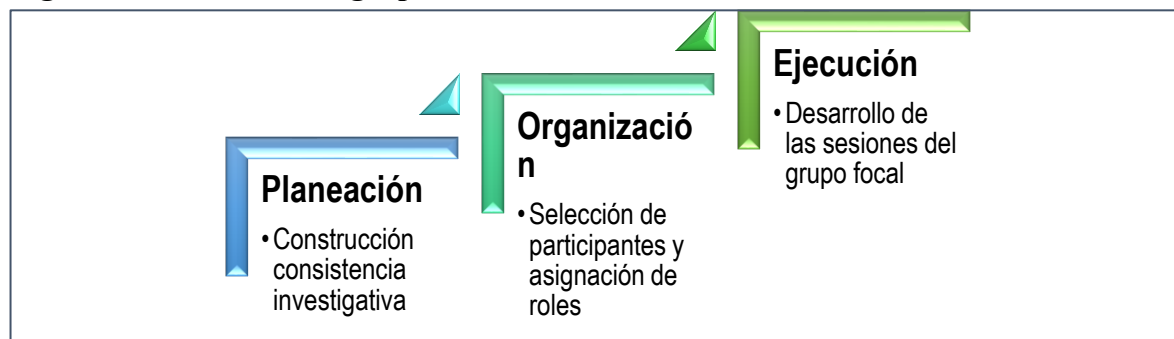 Planeación
•Construcción
consistencia
investigativa
Organizació
n
•Selección de
participantes y
asignación de
roles
Ejecución
•Desarrollo de
las sesiones del
grupo focal